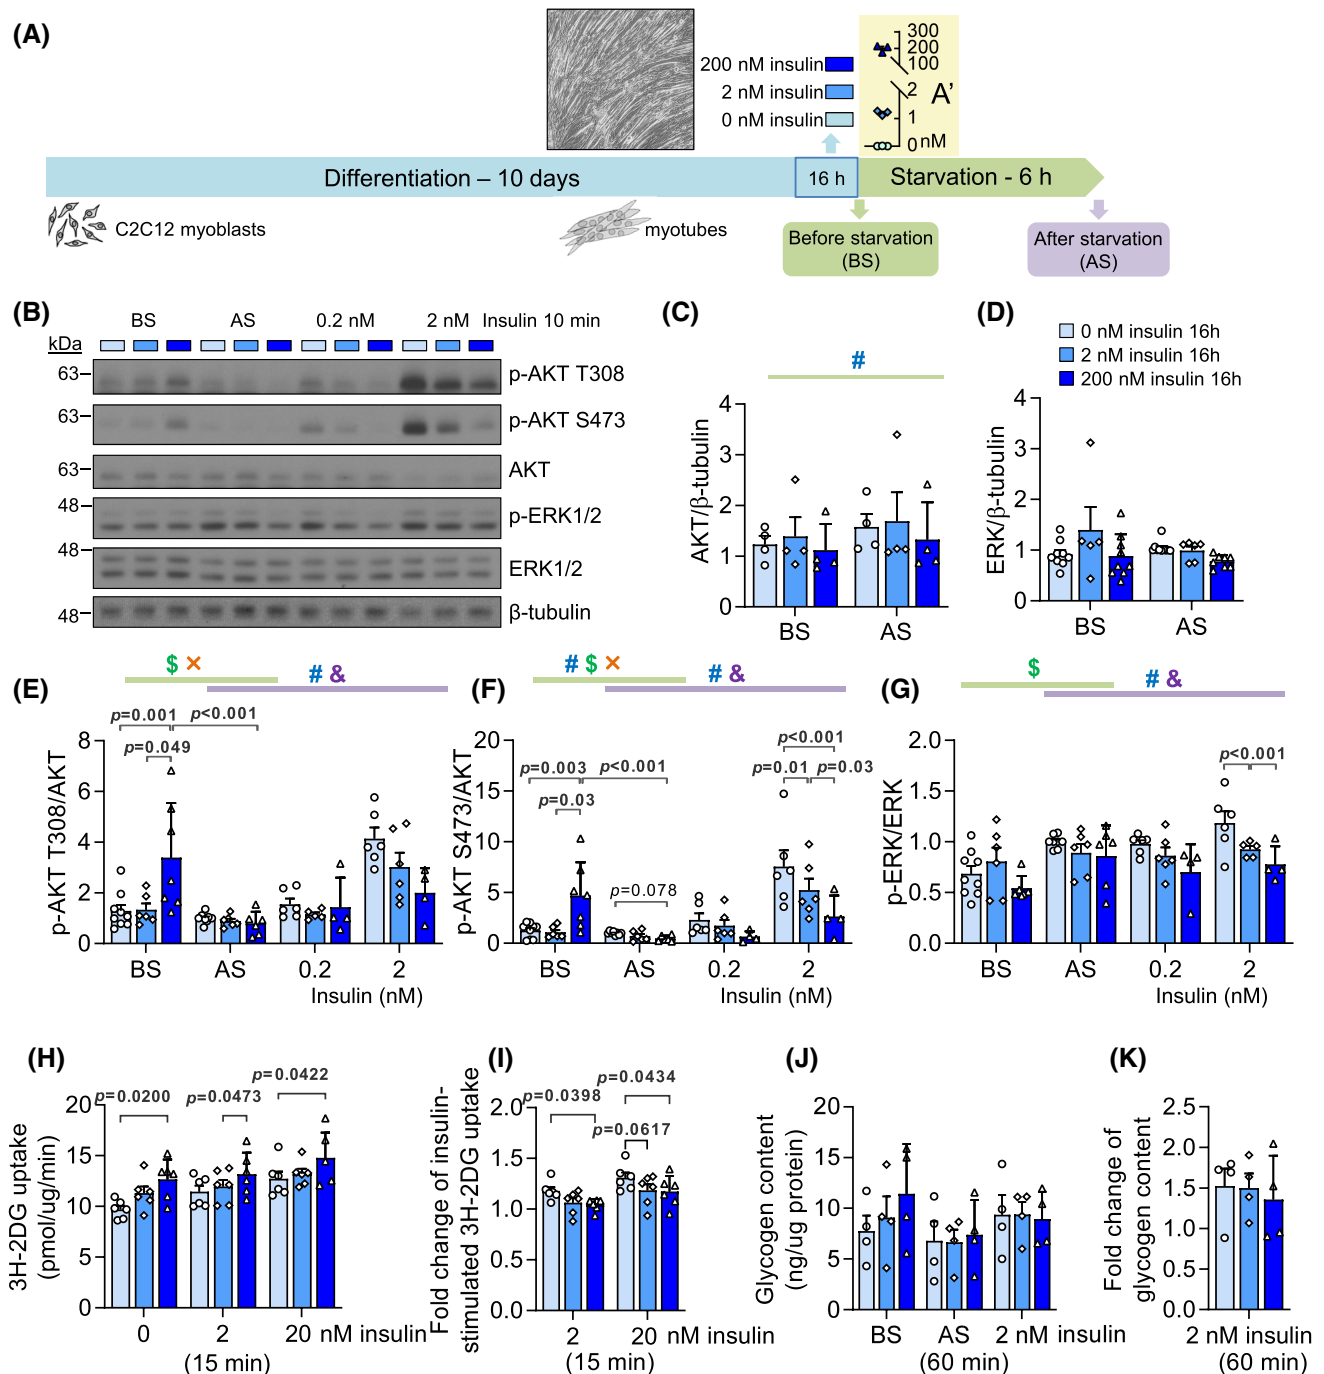 (A)
300
200
100
2
A’
1
0 nM
200 nM insulin
2 nM insulin
0 nM insulin
Differentiation – 10 days
16 h
Starvation - 6 h
C2C12 myoblasts
myotubes
Before starvation
(BS)
After starvation
(AS)
(B)
BS AS 0.2 nM 2 nM Insulin 10 min
kDa
63 p-AKT T308
63 p-AKT S473
63 AKT
48 p-ERK1/2
48 ERK1/2
48 β-tubulin
(C)
#
AKT/β-tubulin
4
3
2
1
0
BS AS
(D)
0 nM insulin 16h
2 nM insulin 16h
200 nM insulin 16h
ERK/β-tubulin
4
3
2
1
0
BS AS
(E)
$ ×
# &
p=0.001
p<0.001
p=0.049
p-AKT T308/AKT
8
6
4
2
0
BS AS 0.2 2
Insulin (nM)
(F)
# $ ×
# &
p=0.003
p<0.001
p=0.03
p=0.078
p<0.001
p=0.01
p=0.03
p-AKT S473/AKT
20
15
10
5
0
BS AS 0.2 2
Insulin (nM)
(G)
$
# &
p<0.001
p-ERK/ERK
2.0
1.5
1.0
0.5
0.0
BS AS 0.2 2
Insulin (nM)
(H)
p=0.0200
p=0.0473
p=0.0422
3H-2DG uptake
(pmol/ug/min)
20
15
10
5
0
0 2 20 nM insulin
(15 min)
(I)
p=0.0398
p=0.0434
p=0.0617
Fold change of insulin-
stimulated 3H-2DG uptake
2.0
1.5
1.0
0.5
0.0
2 20 nM insulin
(15 min)
(J)
Glycogen content
(ng/ug protein)
20
15
10
5
0
BS AS 2 nM insulin
(60 min)
(K)
Fold change of
glycogen content
2.5
2.0
1.5
1.0
0.5
0.0
2 nM insulin
(60 min)